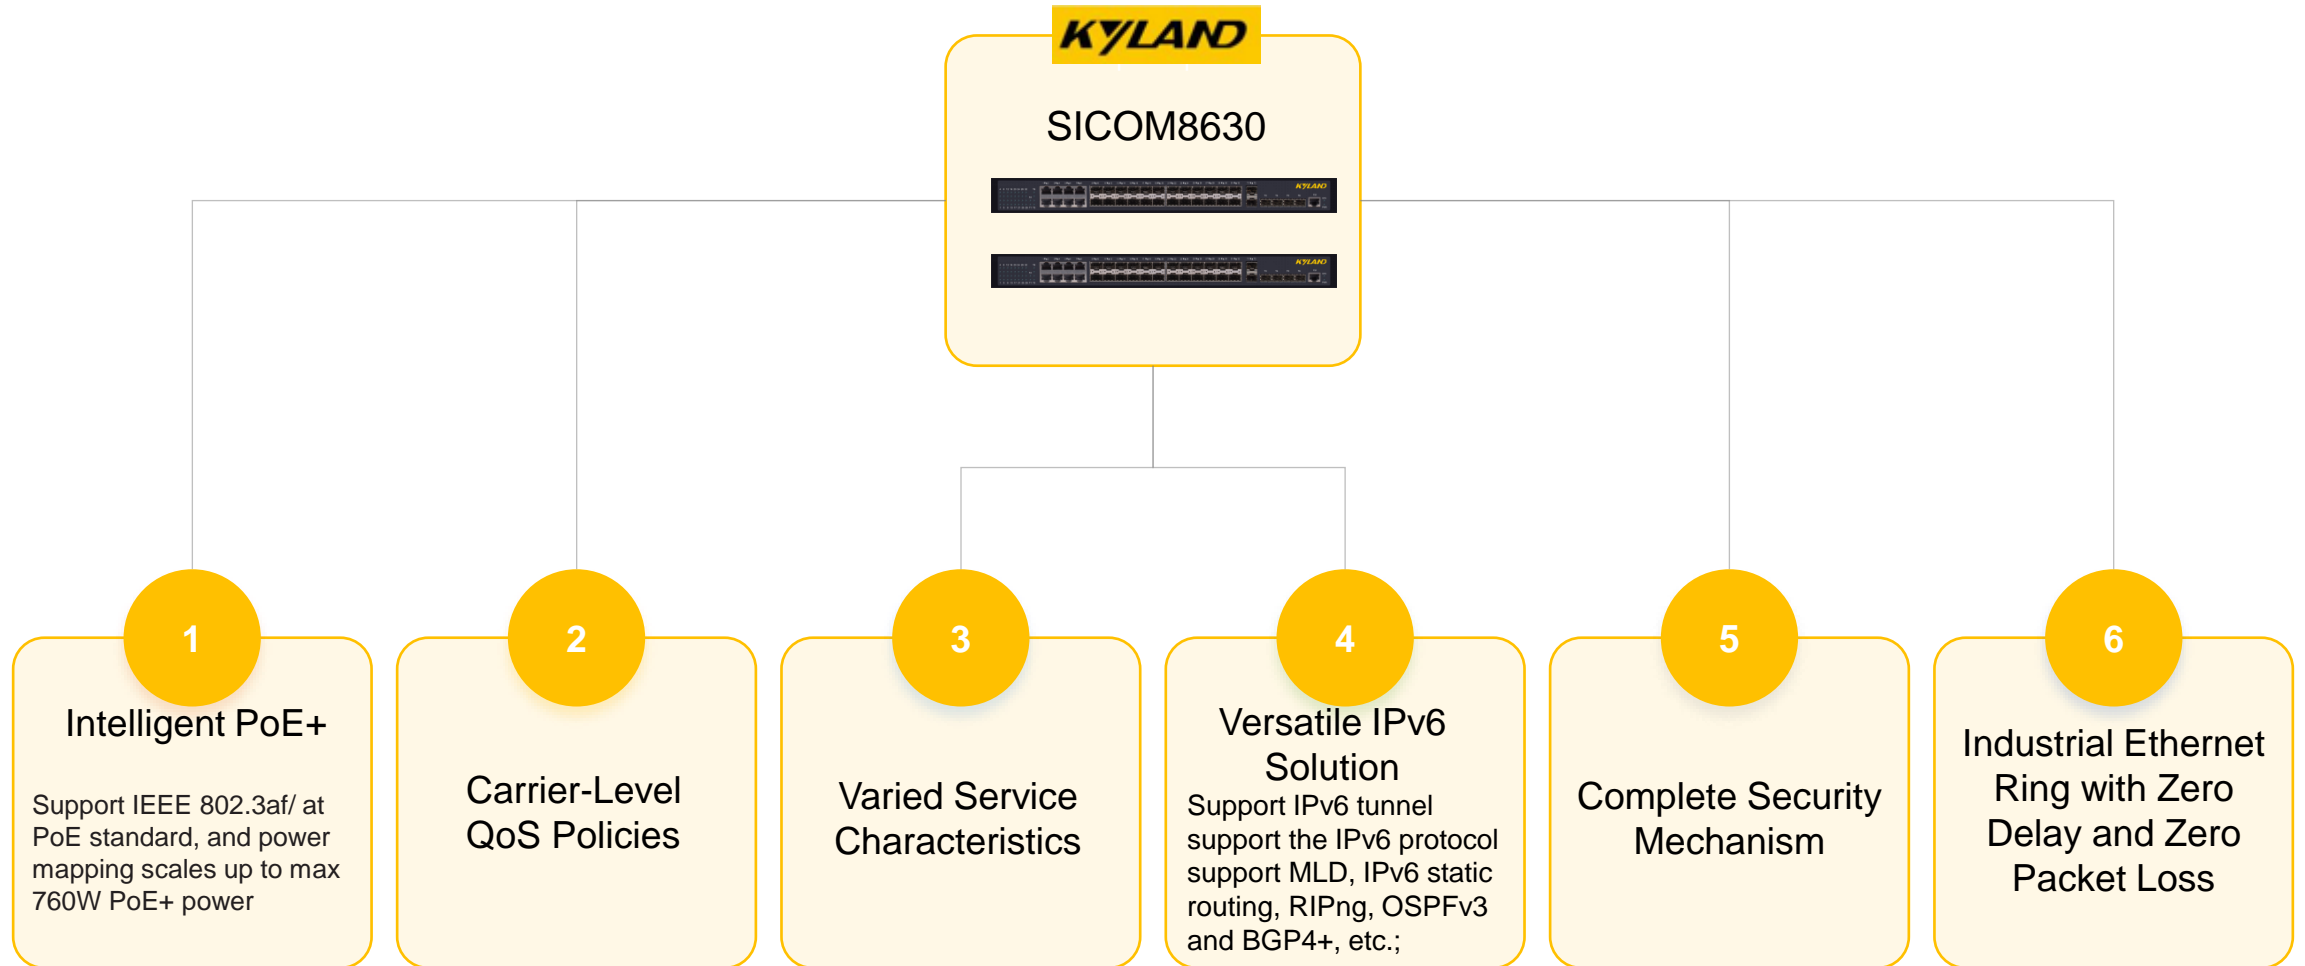 KYLAND
SICOM8630
KYLAND
KYLAND
1
Intelligent PoE+
Support IEEE 802.3af/ at
PoE standard, and power
mapping scales up to max
760W PoE+ power
2
Carrier-Level
QoS Policies
3
Varied Service
Characteristics
4
Versatile IPv6
Solution
Support IPv6 tunnel
support the IPv6 protocol
support MLD, IPv6 static
routing, RIPng, OSPFv3
and BGP4+, etc.;
5
Complete Security
Mechanism
6
Industrial Ethernet
Ring with Zero
Delay and Zero
Packet Loss